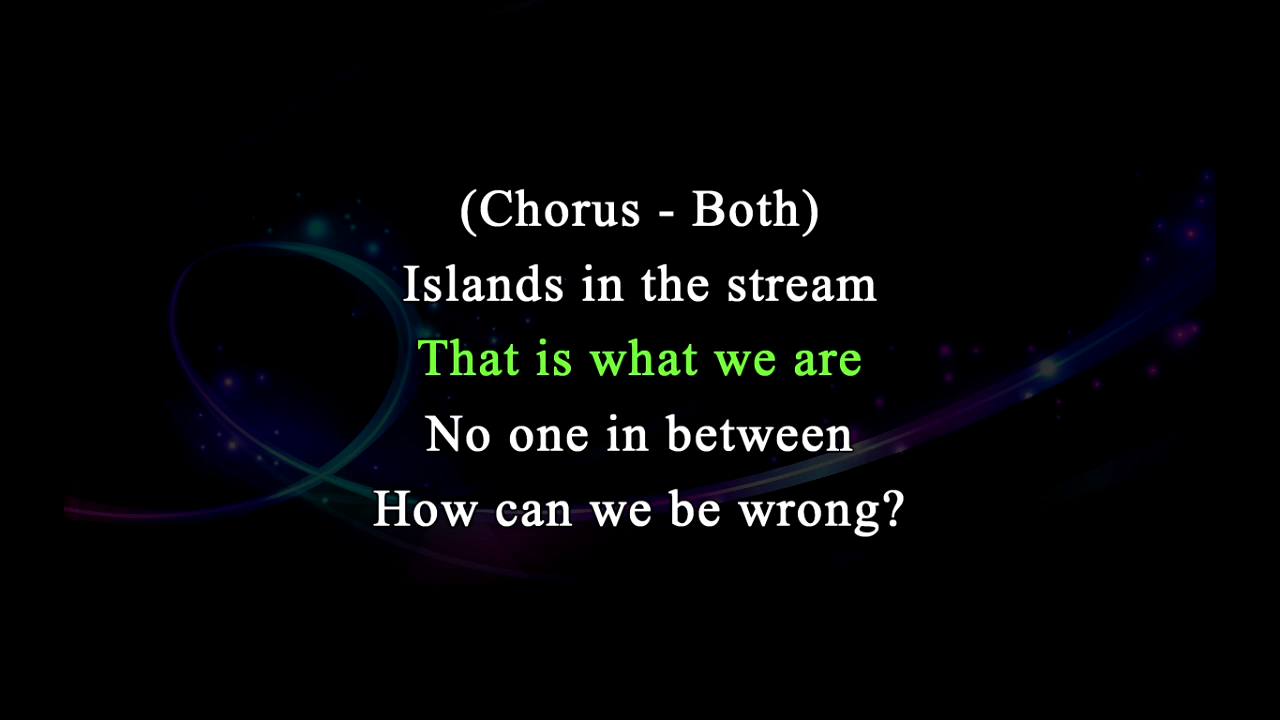 (Chorus - Both)
Islands in the stream
That is what we are
No one in between
How can we be wrong?